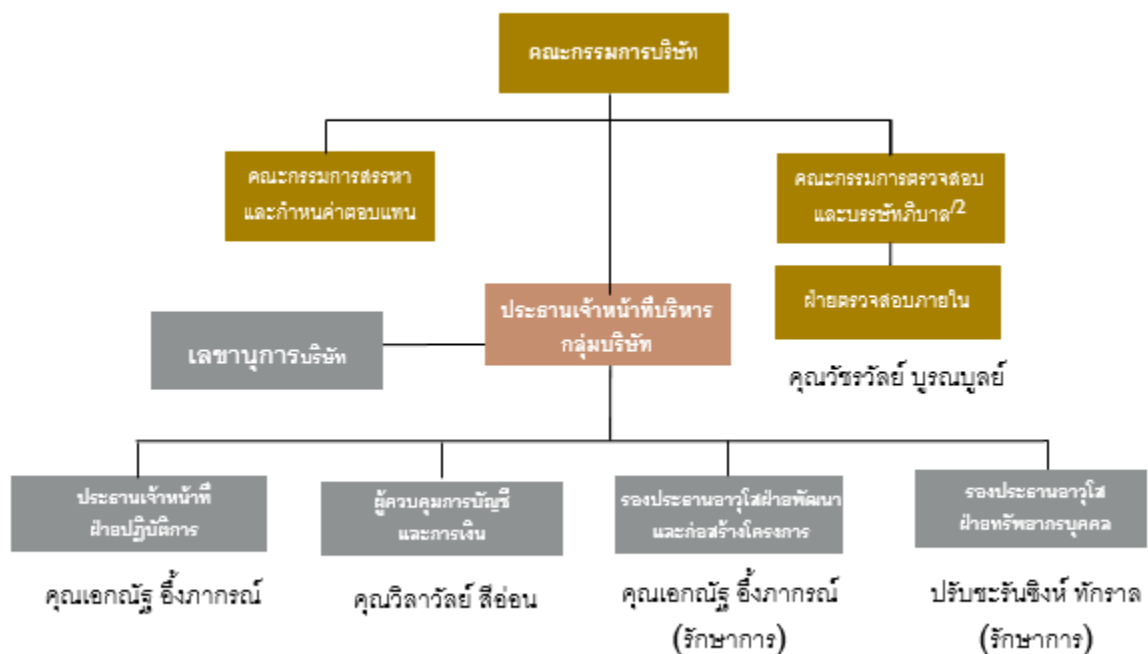 คณะกรรมการบริษัท
คณะกรรมการสรรหา
และกำหนดค่าตอบแทน
คณะกรรมการตรวจสอบ
และบรรษัทภิบาล/2
ฝ่ายตรวจสอบภายใน
คุณวัชรวัลย์ บูรณบูลย์
ประธานเจ้าหน้าที่บริหาร
กลุ่มบริษัท
เลขานุการบริษัท
ประธานเจ้าหน้าที่
ฝ่ายปฏิบัติการ
คุณเอกณัฐ อึ้งภากรณ์
ผู้ควบคุมการบัญชี
และการเงิน
คุณวิลาวัลย์ สีอ่อน
รองประธานอาวุโสฝ่ายพัฒนา
และก่อสร้างโครงการ
คุณเอกณัฐ อึ้งภากรณ์
(รักษาการ)
รองประธานอาวุโส
ฝ่ายทรัพยากรบุคคล
ปรับชะรันซิงห์ ทักราล
(รักษาการ)